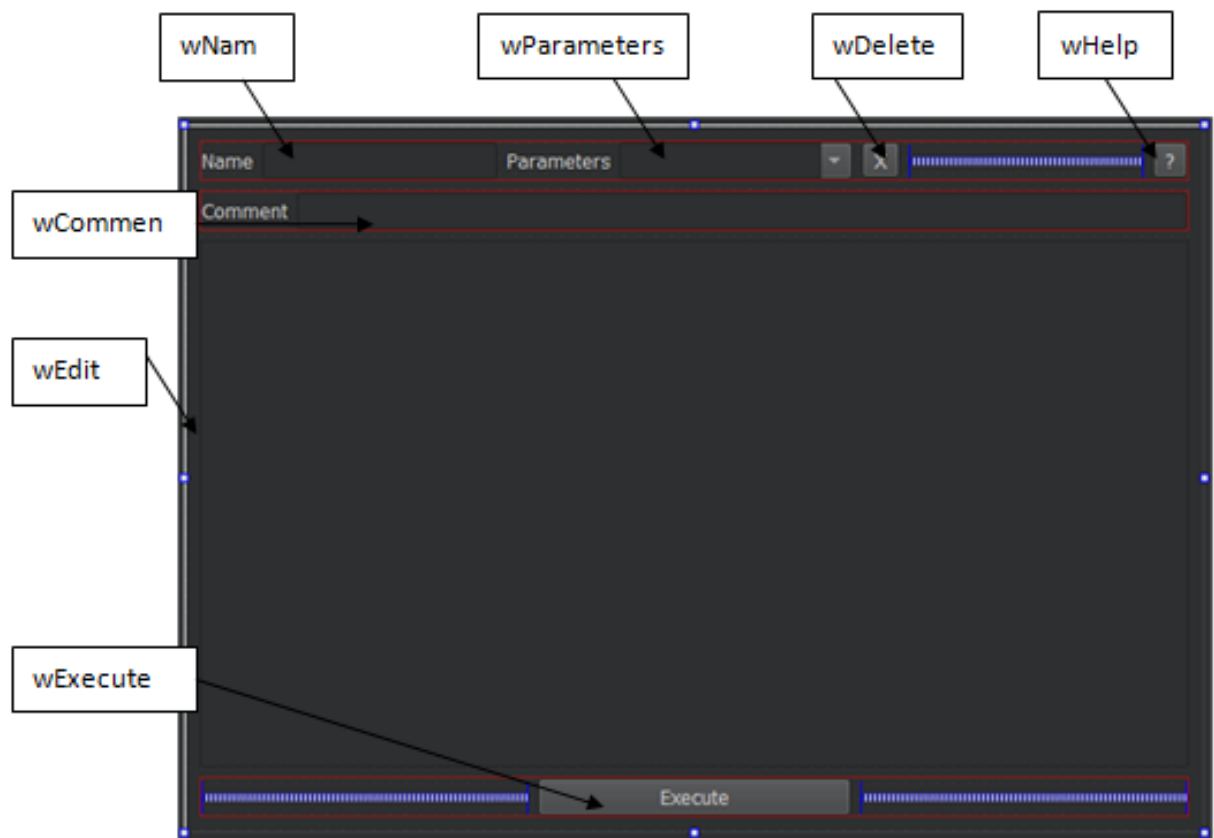 wNam
wParameters
wDelete
wHelp
Name
Parameters
X
?
wCommen
Comment
wEdit
wExecute
Execute